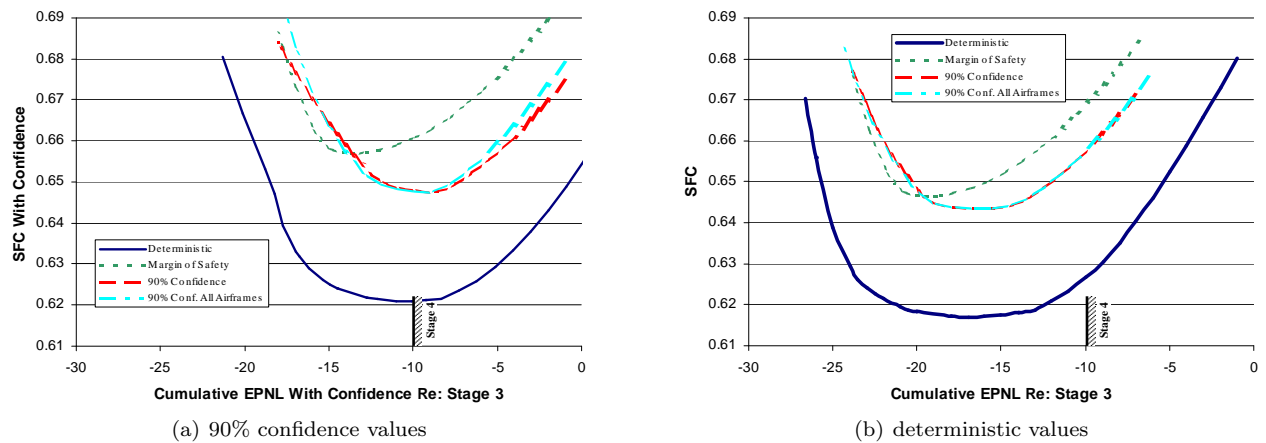 0.69
0.68
0.67
0.66
0.65
0.64
0.63
0.62
0.61
SFC With Confidence
Deterministic
Margin of Safety
90% Confidence
90% Conf. All Airframes
Stage 4
-30 -25 -20 -15 -10 -5 0
Cumulative EPNL With Confidence Re: Stage 3
(a) 90% confidence values
0.69
0.68
0.67
0.66
0.65
0.64
0.63
0.62
0.61
SFC
Deterministic
Margin of Safety
90% Confidence
90% Conf. All Airframes
Stage 4
-30 -25 -20 -15 -10 -5 0
Cumulative EPNL Re: Stage 3
(b) deterministic values